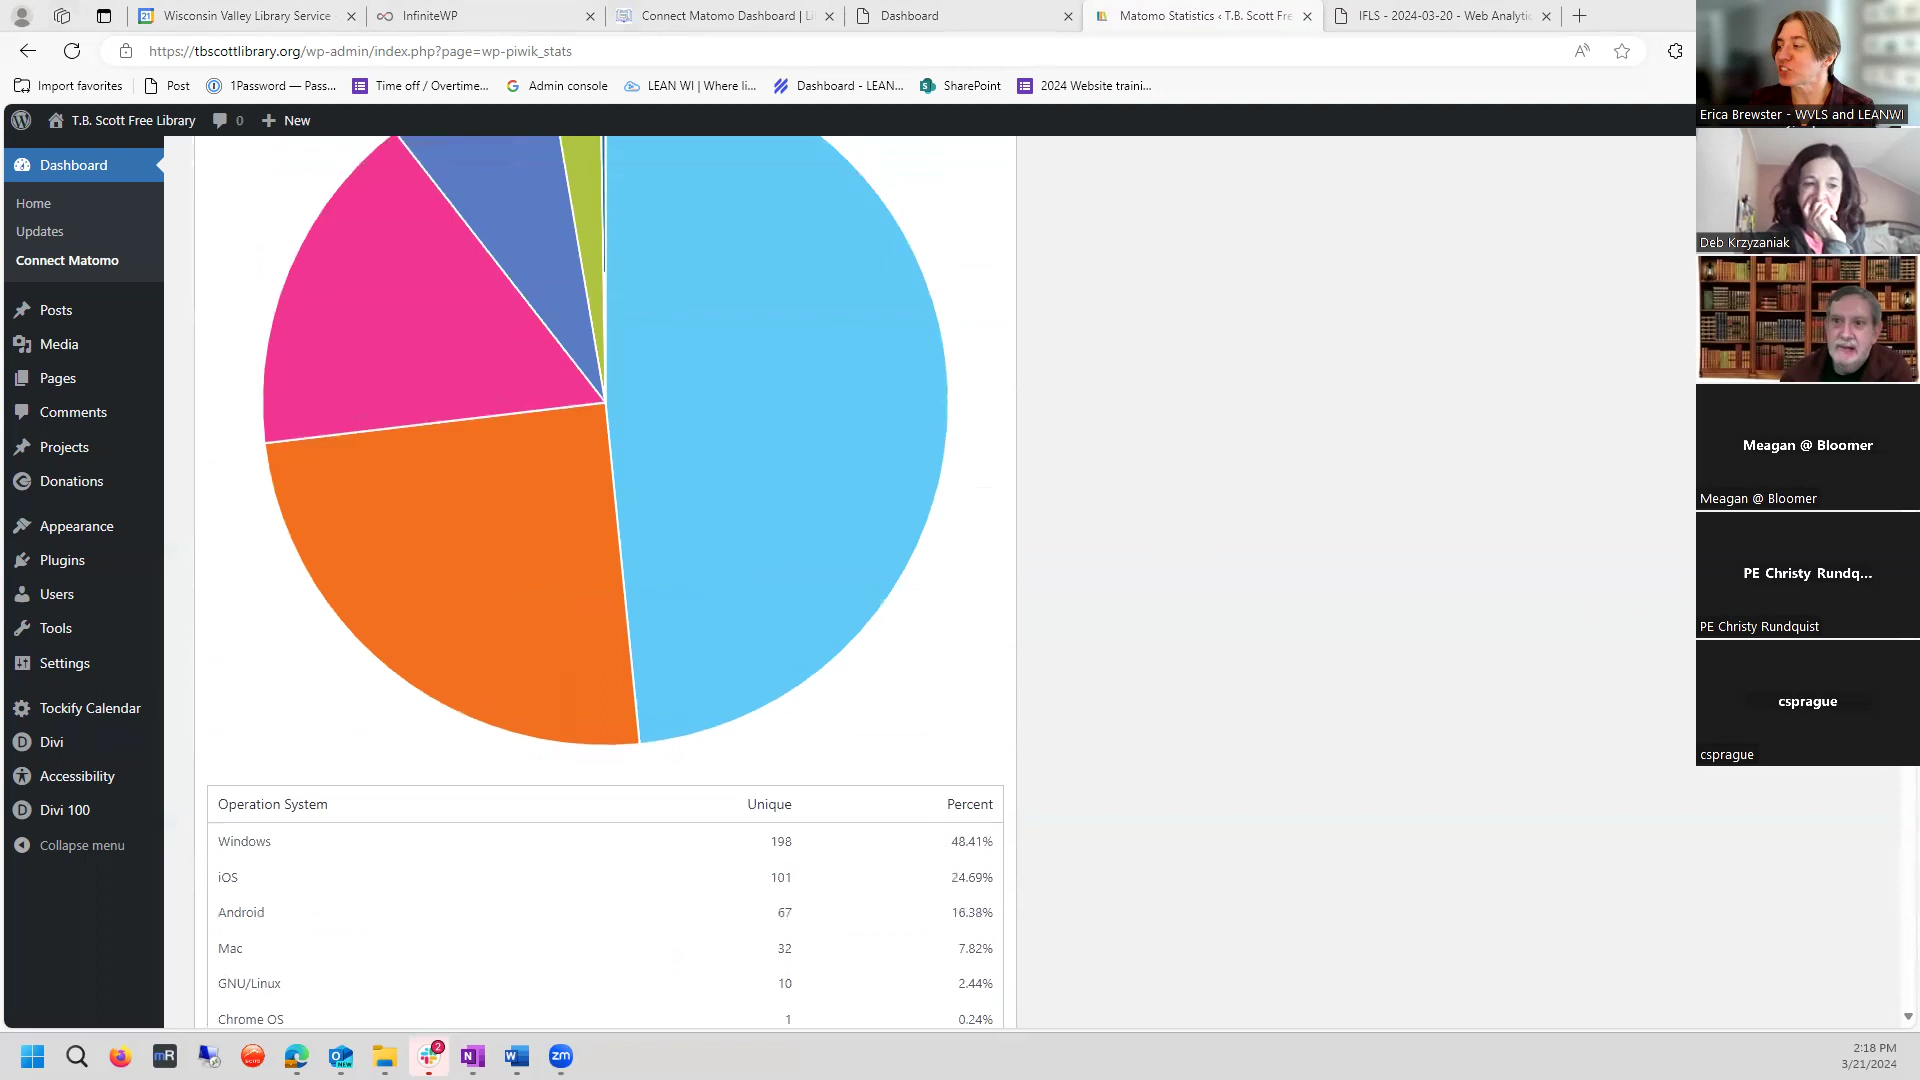 Wisconsin Valley Library Service
InfiniteWP
Connect Matomo Dashboard | Li
Dashboard
Matomo Statistics ‹ T.B. Scott Fre
IFLS - 2024-03-20 - Web Analytic
https://tbscottlibrary.org/wp-admin/index.php?page=wp-piwik_stats
Import favorites
Post
1Password — Pass...
Time off / Overtime...
Admin console
LEAN WI | Where li...
Dashboard - LEAN...
SharePoint
2024 Website traini...
T.B. Scott Free Library
0
New
Dashboard
Home
Updates
Connect Matomo
Posts
Media
Pages
Comments
Projects
Donations
Appearance
Plugins
Users
Tools
Settings
Tockify Calendar
Divi
Accessibility
Divi 100
Collapse menu
Operation System Unique Percent
Windows 198 48.41%
iOS 101 24.69%
Android 67 16.38%
Mac 32 7.82%
GNU/Linux 10 2.44%
Chrome OS 1 0.24%
Erica Brewster - WVLS and LEANWI
Deb Krzyzaniak
Meagan @ Bloomer
Meagan @ Bloomer
PE Christy Rundq...
PE Christy Rundquist
csprague
csprague
mR
2
zm
2:18 PM
3/21/2024